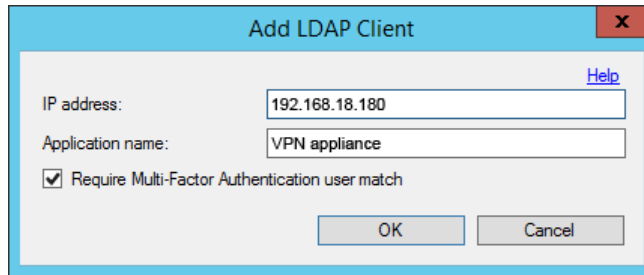 Add LDAP Client
x
Help
IP address: 192.168.18.180
Application name: VPN appliance
Require Multi-Factor Authentication user match
OK Cancel